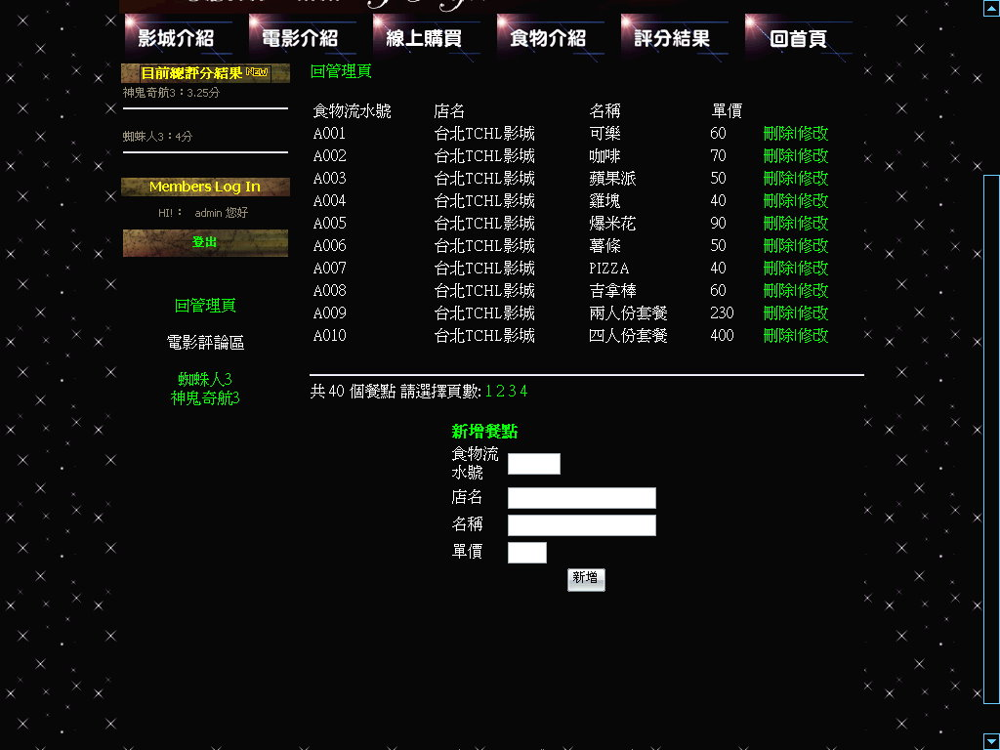 影城介紹 電影介紹 線上購買 食物介紹 評分結果 回首頁
目前總評分結果 NEW
神鬼奇航3：3.25分
蜘蛛人3：4分
Members Log In
HI!： admin 您好
登出
回管理頁
電影評論區
蜘蛛人3
神鬼奇航3
回管理頁
食物流水號 店名 名稱 單價
A001 台北TCHL影城 可樂 60 刪除|修改
A002 台北TCHL影城 咖啡 70 刪除|修改
A003 台北TCHL影城 蘋果派 50 刪除|修改
A004 台北TCHL影城 雞塊 40 刪除|修改
A005 台北TCHL影城 爆米花 90 刪除|修改
A006 台北TCHL影城 薯條 50 刪除|修改
A007 台北TCHL影城 PIZZA 40 刪除|修改
A008 台北TCHL影城 吉拿棒 60 刪除|修改
A009 台北TCHL影城 兩人份套餐 230 刪除|修改
A010 台北TCHL影城 四人份套餐 400 刪除|修改
共 40 個餐點 請選擇頁數: 1 2 3 4
新增餐點
食物流
水號
店名
名稱
單價
新增